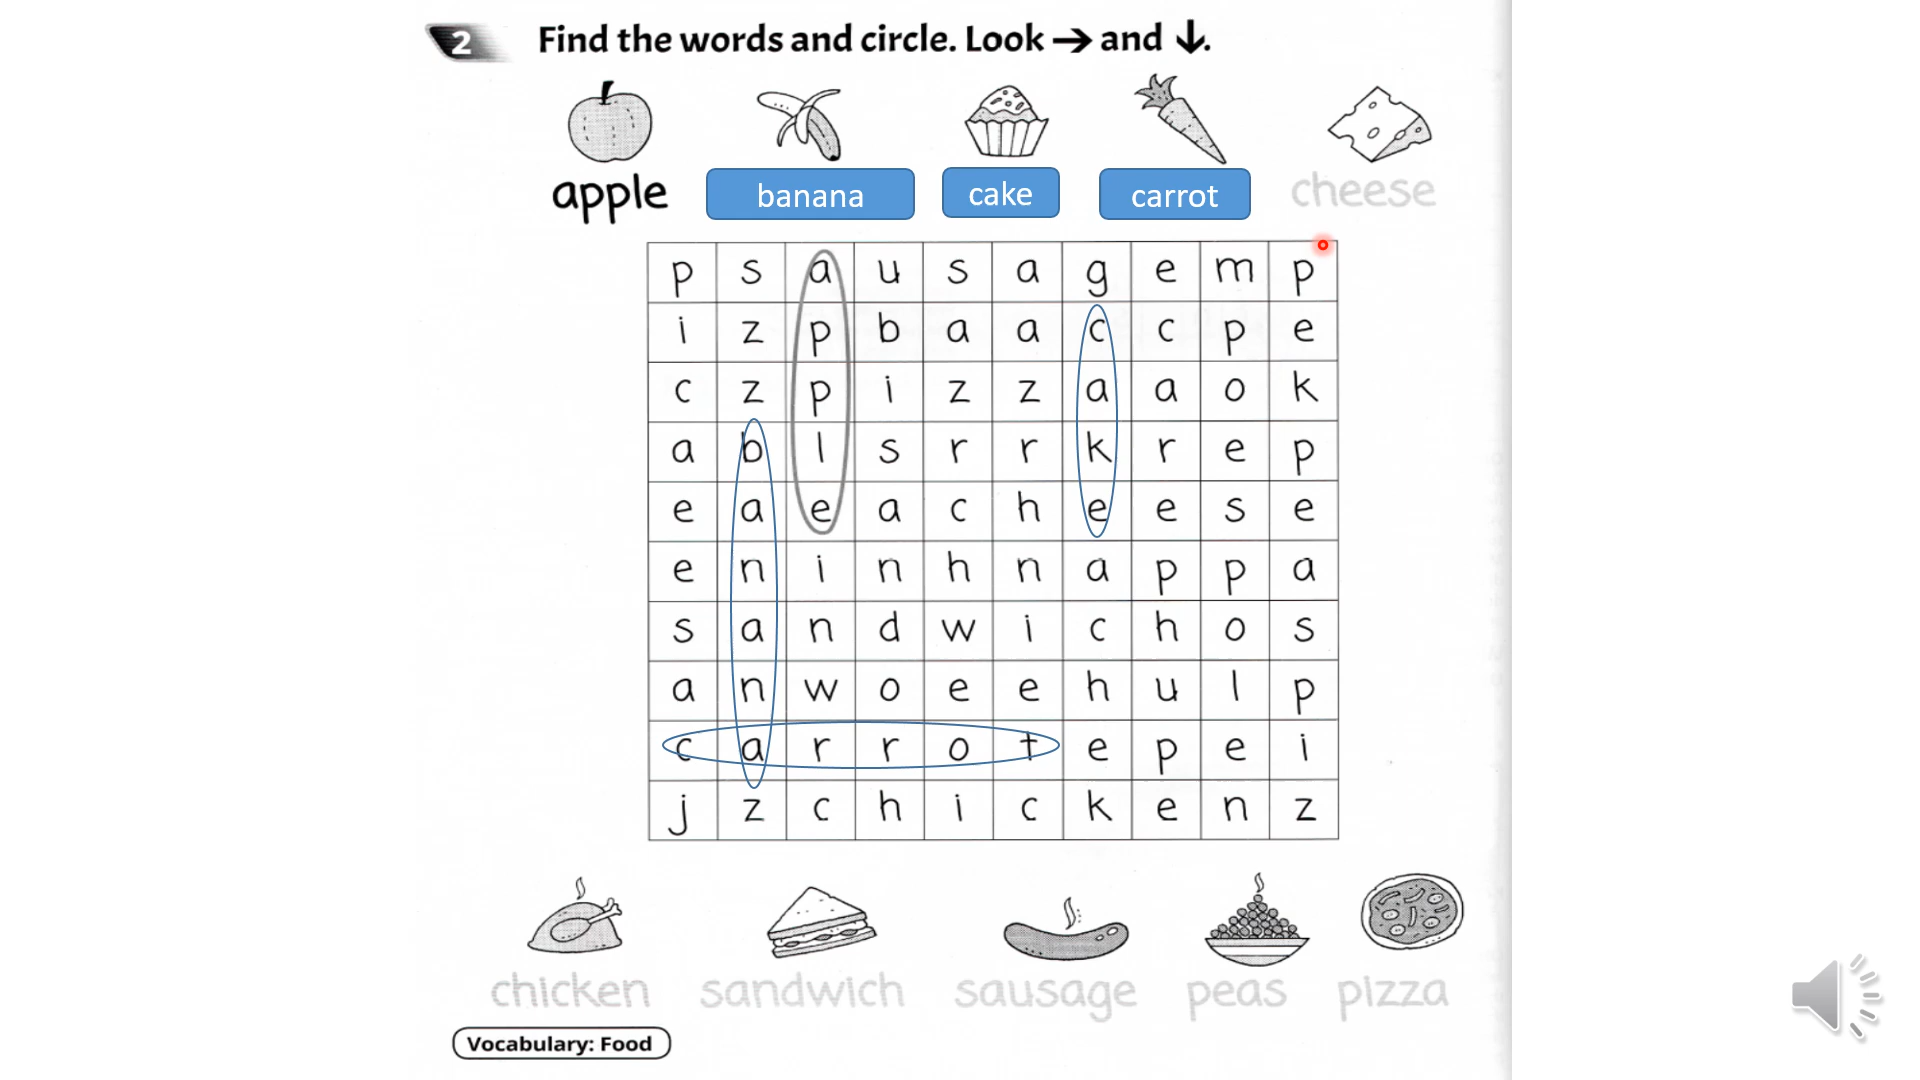 2 Find the words and circle. Look → and ↓.
apple banana cake carrot cheese
p s a u s a g e m p
i z p b a a c c p e
c z p i z z a a o k
a b l s r r k r e p
e a e a c h e e s e
e n i n h n a p p a
s a n d w i c h o s
a n w o e e h u l p
c a r r o t e p e i
j z c h i c k e n z
chicken sandwich sausage peas pizza
Vocabulary: Food